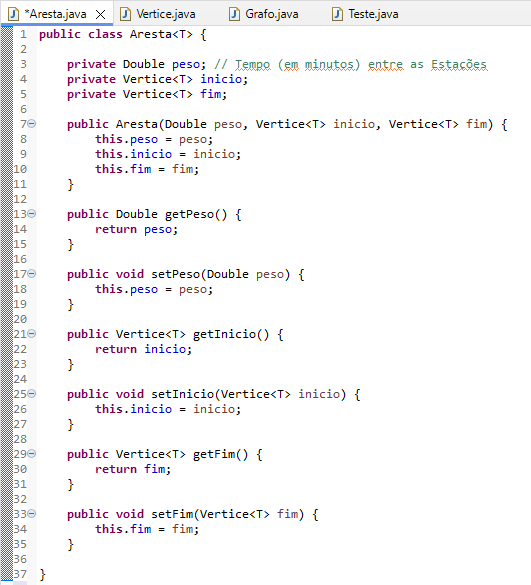 *Aresta.java Vertice.java Grafo.java Teste.java
1 public class Aresta<T> {
2
3 private Double peso; // Tempo (em minutos) entre as Estações
4 private Vertice<T> inicio;
5 private Vertice<T> fim;
6
7 public Aresta(Double peso, Vertice<T> inicio, Vertice<T> fim) {
8 this.peso = peso;
9 this.inicio = inicio;
10 this.fim = fim;
11 }
12
13 public Double getPeso() {
14 return peso;
15 }
16
17 public void setPeso(Double peso) {
18 this.peso = peso;
19 }
20
21 public Vertice<T> getInicio() {
22 return inicio;
23 }
24
25 public void setInicio(Vertice<T> inicio) {
26 this.inicio = inicio;
27 }
28
29 public Vertice<T> getFim() {
30 return fim;
31 }
32
33 public void setFim(Vertice<T> fim) {
34 this.fim = fim;
35 }
36
37 }